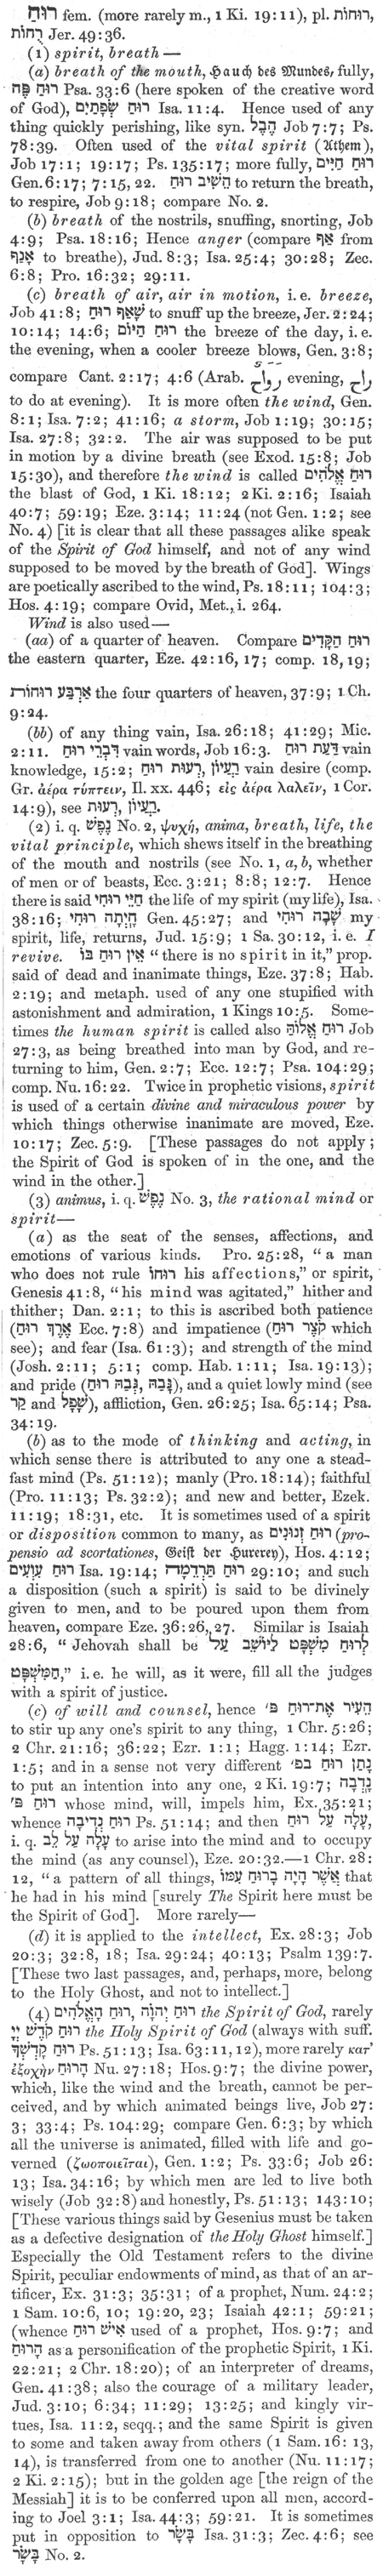 רוּחַ fem. (more rarely m., 1 Ki. 19:11), pl. רוּחוֹת,
רֻחוֹת Jer. 49:36.
(1) spirit, breath—
(a) breath of the mouth, Hauch des Mundes, fully,
רוּחַ פֶּה Psa. 33:6 (here spoken of the creative word
of God), רוּחַ שְׂפָתַיִם Isa. 11:4. Hence used of any
thing quickly perishing, like syn. הֶבֶל Job 7:7; Ps.
78:39. Often used of the vital spirit (Athem),
Job 17:1; 19:17; Ps. 135:17; more fully, רוּחַ חַיִּים
Gen. 6:17; 7:15, 22. הֵשִׁיב רוּחַ to return the breath,
to respire, Job 9:18; compare No. 2.
(b) breath of the nostrils, snuffing, snorting, Job
4:9; Psa. 18:16; Hence anger (compare אַף from
אָנַף to breathe), Jud. 8:3; Isa. 25:4; 30:28; Zec.
6:8; Pro. 16:32; 29:11.
(c) breath of air, air in motion, i.e. breeze,
Job 41:8; שָׁאַף רוּחַ to snuff up the breeze, Jer. 2:24;
10:14; 14:6; רוּחַ הַיּוֹם the breeze of the day, i.e.
the evening, when a cooler breeze blows, Gen. 3:8;
compare Cant. 2:17; 4:6 (Arab. رواح evening, راح
to do at evening). It is more often the wind, Gen.
8:1; Isa. 7:2; 41:16; a storm, Job 1:19; 30:15;
Isa. 27:8; 32:2. The air was supposed to be put
in motion by a divine breath (see Exod. 15:8; Job
15:30), and therefore the wind is called רוּחַ אֱלֹהִים
the blast of God, 1 Ki. 18:12; 2 Ki. 2:16; Isaiah
40:7; 59:19; Eze. 3:14; 11:24 (not Gen. 1:2; see
No. 4) [it is clear that all these passages alike speak
of the Spirit of God himself, and not of any wind
supposed to be moved by the breath of God]. Wings
are poetically ascribed to the wind, Ps. 18:11; 104:3;
Hos. 4:19; compare Ovid, Met., i. 264.
Wind is also used—
(aa) of a quarter of heaven. Compare רוּחַ הַקָּדִים
the eastern quarter, Eze. 42:16, 17; comp. 18, 19;
אַרְבַּע רוּחוֹת the four quarters of heaven, 37:9; 1 Ch.
9:24.
(bb) of any thing vain, Isa. 26:18; 41:29; Mic.
2:11. דִּבְרֵי רוּחַ vain words, Job 16:3. דַּעַת רוּחַ vain
knowledge, 15:2; רַעְיוֹן, רְעוּת רוּחַ vain desire (comp.
Gr. ἀέρα τύπτειν, Il. xx. 446; εἰς ἀέρα λαλεῖν, 1 Cor.
14:9), see רַעְיוֹן, רְעוּת.
(2) i. q. נֶפֶשׁ No. 2, ψυχή, anima, breath, life, the
vital principle, which shews itself in the breathing
of the mouth and nostrils (see No. 1, a, b, whether
of men or of beasts, Ecc. 3:21; 8:8; 12:7. Hence
there is said חַיֵּי רוּחִי the life of my spirit (my life), Isa.
38:16; חָיְתָה רוּחִי Gen. 45:27; and שָׁבָה רוּחִי my
spirit, life, returns, Jud. 15:9; 1 Sa. 30:12, i. e. I
revive. אֵין רוּחַ בּוֹ "there is no spirit in it," prop.
said of dead and inanimate things, Eze. 37:8; Hab.
2:19; and metaph. used of any one stupified with
astonishment and admiration, 1 Kings 10:5. Some-
times the human spirit is called also רוּחַ אֱלוֹהַּ Job
27:3, as being breathed into man by God, and re-
turning to him, Gen. 2:7; Ecc. 12:7; Psa. 104:29;
comp. Nu. 16:22. Twice in prophetic visions, spirit
is used of a certain divine and miraculous power by
which things otherwise inanimate are moved, Eze.
10:17; Zec. 5:9. [These passages do not apply;
the Spirit of God is spoken of in the one, and the
wind in the other.]
(3) animus, i. q. נֶפֶשׁ No. 3, the rational mind or
spirit—
(a) as the seat of the senses, affections, and
emotions of various kinds. Pro. 25:28, "a man
who does not rule רוּחוֹ his affections," or spirit,
Genesis 41:8, "his mind was agitated," hither and
thither; Dan. 2:1; to this is ascribed both patience
(אֶרֶךְ רוּחַ Ecc. 7:8) and impatience (קֹצֶר רוּחַ which
see); and fear (Isa. 61:3); and strength of the mind
(Josh. 2:11; 5:1; comp. Hab. 1:11; Isa. 19:13);
and pride (גָּבַהּ, גֹּבַהּ רוּחַ), and a quiet lowly mind (see
קַר and שָׁפָל), affliction, Gen. 26:25; Isa. 65:14; Psa.
34:19.
(b) as to the mode of thinking and acting, in
which sense there is attributed to any one a stead-
fast mind (Ps. 51:12); manly (Pro. 18:14); faithful
(Pro. 11:13; Ps. 32:2); and new and better, Ezek.
11:19; 18:31, etc. It is sometimes used of a spirit
or disposition common to many, as רוּחַ זְנוּנִים (pro-
pensio ad scortationes, Geist der Hurerey), Hos. 4:12;
רוּחַ עִוְעִים Isa. 19:14; רוּחַ תַּרְדֵּמָה 29:10; and such
a disposition (such a spirit) is said to be divinely
given to men, and to be poured upon them from
heaven, compare Eze. 36:26, 27. Similar is Isaiah
28:6, "Jehovah shall be לְרוּחַ מִשְׁפָּט לַיּוֹשֵׁב עַל
הַמִּשְׁפָּט," i. e. he will, as it were, fill all the judges
with a spirit of justice.
(c) of will and counsel, hence הֵעִיר אֶת־רוּחַ פּ׳
to stir up any one's spirit to any thing, 1 Chr. 5:26;
2 Chr. 21:16; 36:22; Ezr. 1:1; Hagg. 1:14; Ezr.
1:5; and in a sense not very different נָתַן רוּחַ בפ׳
to put an intention into any one, 2 Ki. 19:7; נָדְבָה
רוּחַ פּ׳ whose mind, will, impels him, Ex. 35:21;
whence רוּחַ נְדִיבָה Ps. 51:14; and then עָלָה עַל רוּחַ,
i. q. עָלָה עַל לֵב to arise into the mind and to occupy
the mind (as any counsel), Eze. 20:32.—1 Chr. 28:
12, "a pattern of all things, אֲשֶׁר הָיָה בָרוּחַ עִמּוֹ that
he had in his mind [surely The Spirit here must be
the Spirit of God]. More rarely—
(d) it is applied to the intellect, Ex. 28:3; Job
20:3; 32:8, 18; Isa. 29:24; 40:13; Psalm 139:7.
[These two last passages, and, perhaps, more, belong
to the Holy Ghost, and not to intellect.]
(4) רוּחַ יְהוָֹה, רוּחַ הָאֱלֹהִים the Spirit of God, rarely
רוּחַ קֹדֶשׁ יְיָ the Holy Spirit of God (always with suff.
רוּחַ קָדְשְׁךָ Ps. 51:13; Isa. 63:11, 12), more rarely κατ’
ἐξοχὴν הָרוּחַ Nu. 27:18; Hos. 9:7; the divine power,
which, like the wind and the breath, cannot be per-
ceived, and by which animated beings live, Job 27:
3; 33:4; Ps. 104:29; compare Gen. 6:3; by which
all the universe is animated, filled with life and go-
verned (ζωοποιεῖται), Gen. 1:2; Ps. 33:6; Job 26:
13; Isa. 34:16; by which men are led to live both
wisely (Job 32:8) and honestly, Ps. 51:13; 143:10;
[These various things said by Gesenius must be taken
as a defective designation of the Holy Ghost himself.]
Especially the Old Testament refers to the divine
Spirit, peculiar endowments of mind, as that of an ar-
tificer, Ex. 31:3; 35:31; of a prophet, Num. 24:2;
1 Sam. 10:6, 10; 19:20, 23; Isaiah 42:1; 59:21;
(whence אִישׁ רוּחַ used of a prophet, Hos. 9:7; and
הָרוּחַ as a personification of the prophetic Spirit, 1 Ki.
22:21; 2 Chr. 18:20); of an interpreter of dreams,
Gen. 41:38; also the courage of a military leader,
Jud. 3:10; 6:34; 11:29; 13:25; and kingly vir-
tues, Isa. 11:2, seqq.; and the same Spirit is given
to some and taken away from others (1 Sam. 16:13,
14), is transferred from one to another (Nu. 11:17;
2 Ki. 2:15); but in the golden age [the reign of the
Messiah] it is to be conferred upon all men, accord-
ing to Joel 3:1; Isa. 44:3; 59:21. It is sometimes
put in opposition to בָּשָׂר Isa. 31:3; Zec. 4:6; see
בָּשָׂר No. 2.